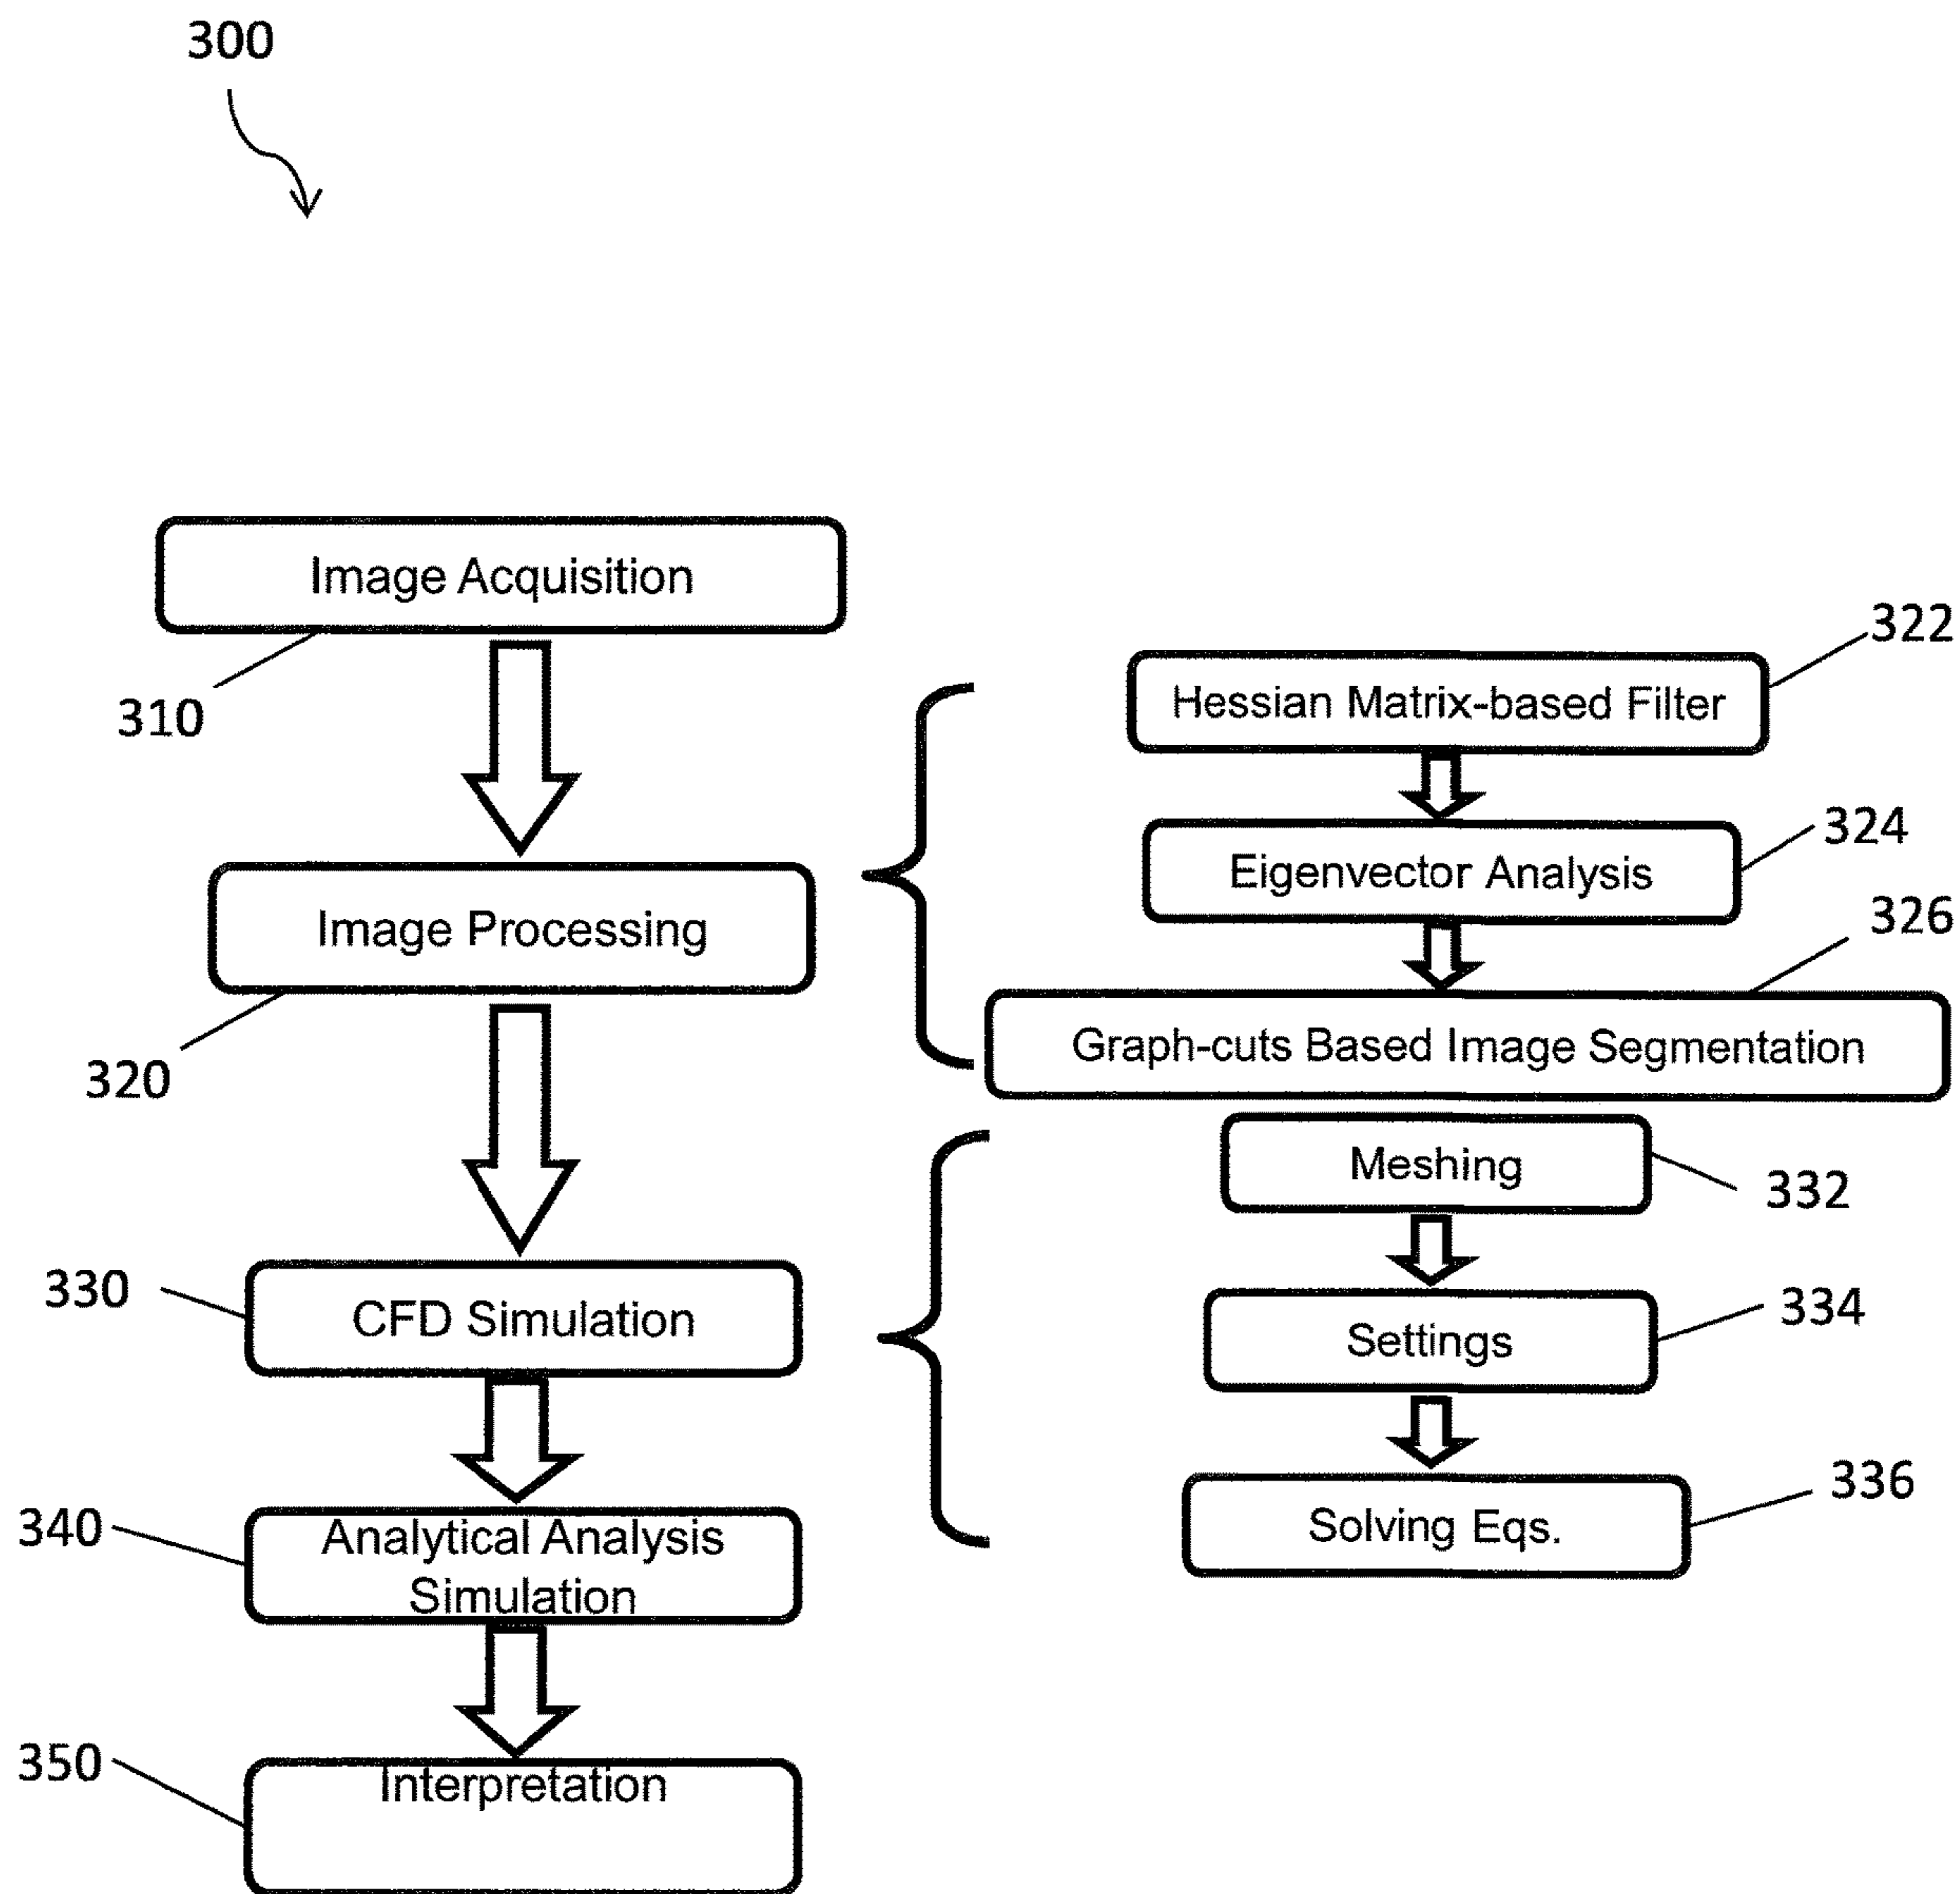 300
Image Acquisition
310
Image Processing
320
Hessian Matrix-based Filter
322
Eigenvector Analysis
324
326
Graph-cuts Based Image Segmentation
Meshing
332
330
CFD Simulation
Settings
334
340
Analytical Analysis
Simulation
Solving Eqs.
336
350
Interpretation